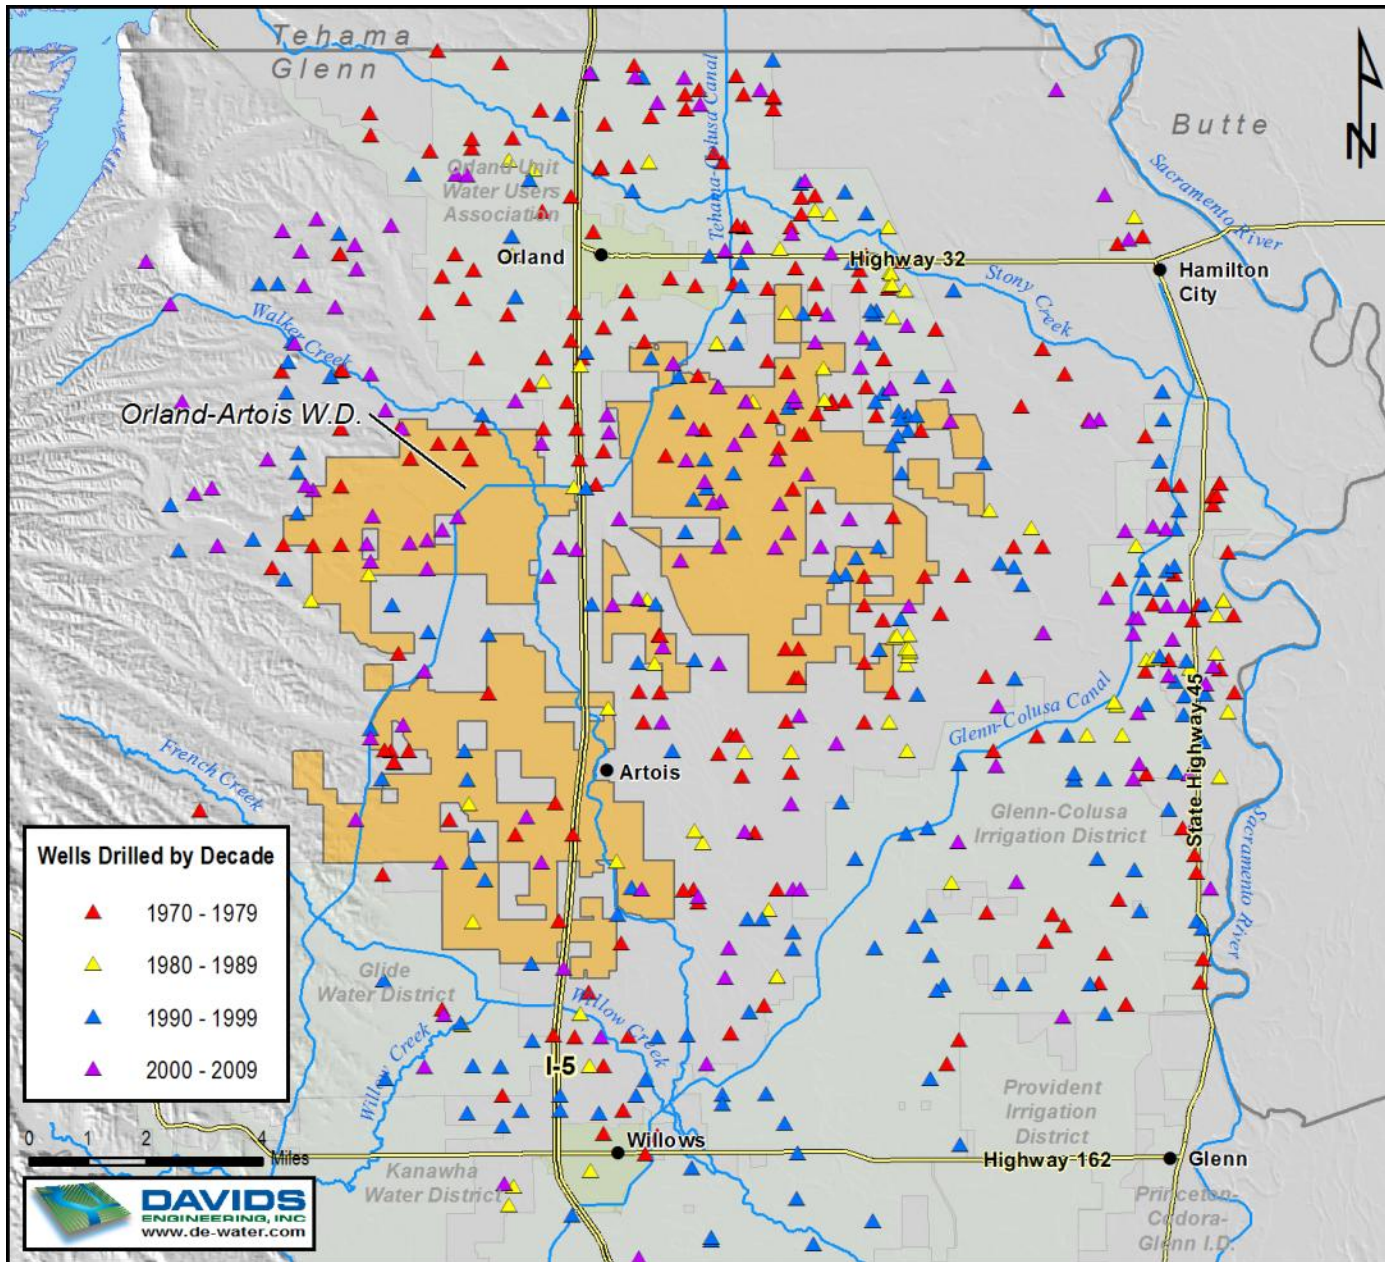 Tehama
Glenn
Butte
Tehama-Colusa Canal
Sacramento River
Orland Unit
Water Users
Association
Orland
Highway 32
Hamilton
City
Stony Creek
Walker Creek
Orland-Artois W.D.
Glenn-Colusa Canal
State Highway 45
French Creek
Artois
Glenn-Colusa
Irrigation District
Sacramento River
Wells Drilled by Decade
1970 - 1979
1980 - 1989
1990 - 1999
2000 - 2009
Glide
Water District
Willow Creek
Willow Creek
I-5
Provident
Irrigation
District
Willows
Highway 162
Glenn
Kanawha
Water District
Princeton-
Codora-
Glenn I.D.
0 1 2 4
Miles
DAVIDS
ENGINEERING, INC
www.de-water.com
N